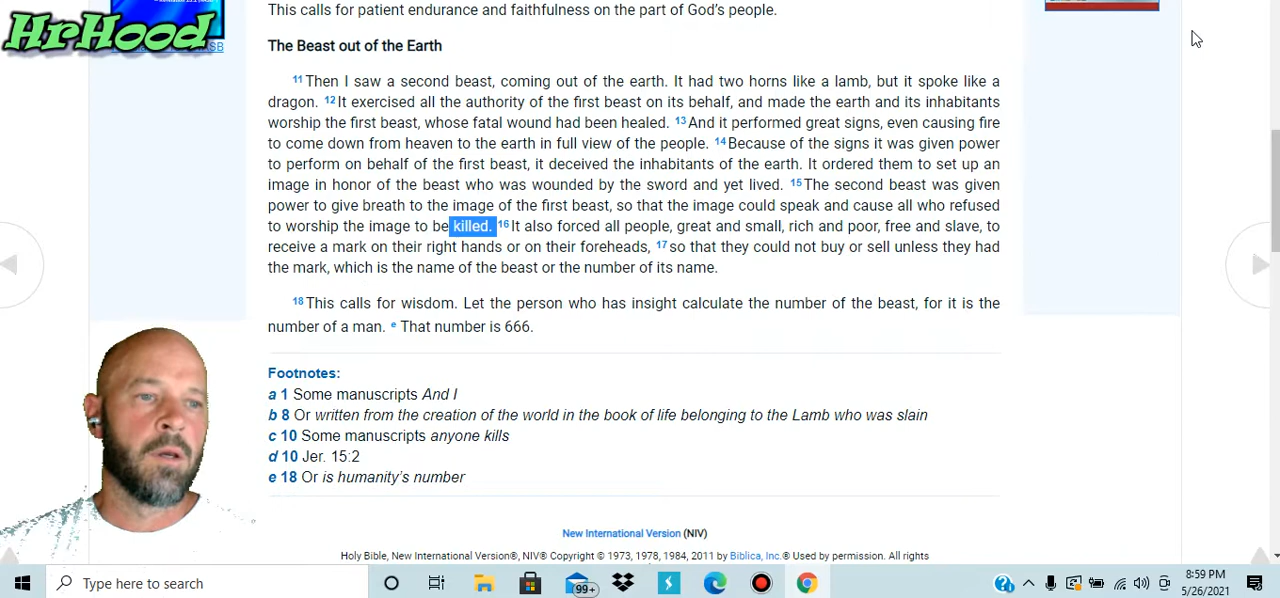 This calls for patient endurance and faithfulness on the part of God's people.
HrHood
SB
The Beast out of the Earth
11 Then I saw a second beast, coming out of the earth. It had two horns like a lamb, but it spoke like a
dragon. 12 It exercised all the authority of the first beast on its behalf, and made the earth and its inhabitants
worship the first beast, whose fatal wound had been healed. 13 And it performed great signs, even causing fire
to come down from heaven to the earth in full view of the people. 14 Because of the signs it was given power
to perform on behalf of the first beast, it deceived the inhabitants of the earth. It ordered them to set up an
image in honor of the beast who was wounded by the sword and yet lived. 15 The second beast was given
power to give breath to the image of the first beast, so that the image could speak and cause all who refused
to worship the image to be killed. 16 It also forced all people, great and small, rich and poor, free and slave, to
receive a mark on their right hands or on their foreheads, 17 so that they could not buy or sell unless they had
the mark, which is the name of the beast or the number of its name.
18 This calls for wisdom. Let the person who has insight calculate the number of the beast, for it is the
number of a man. e That number is 666.
Footnotes:
a 1 Some manuscripts And I
b 8 Or written from the creation of the world in the book of life belonging to the Lamb who was slain
c 10 Some manuscripts anyone kills
d 10 Jer. 15:2
e 18 Or is humanity's number
New International Version (NIV)
Holy Bible, New International Version®, NIV® Copyright © 1973, 1978, 1984, 2011 by Biblica, Inc.® Used by permission. All rights
Type here to search
99+
8:59 PM
5/26/2021